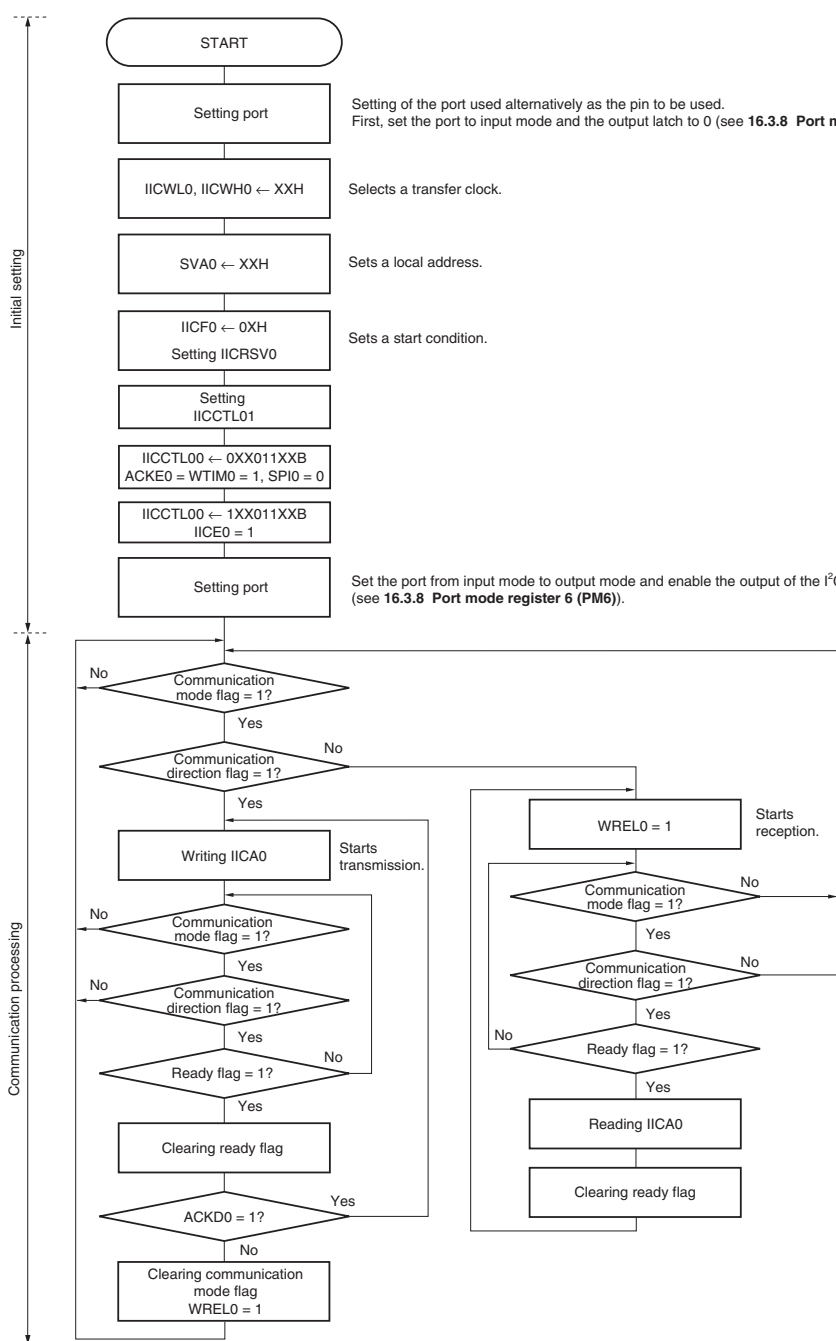 START
Setting port
Setting of the port used alternatively as the pin to be used.
First, set the port to input mode and the output latch to 0 (see 16.3.8 Port m
IICWL0, IICWH0 ← XXH
Selects a transfer clock.
SVA0 ← XXH
Sets a local address.
IICF0 ← 0XH
Setting IICRSV0
Sets a start condition.
Setting
IICCTL01
IICCTL00 ← 0XX011XXB
ACKE0 = WTIM0 = 1, SPI0 = 0
IICCTL00 ← 1XX011XXB
IICE0 = 1
Setting port
Set the port from input mode to output mode and enable the output of the I²C
(see 16.3.8 Port mode register 6 (PM6)).
Initial setting
Communication processing
No
Communication
mode flag = 1?
Yes
No
Communication
direction flag = 1?
Yes
Writing IICA0
Starts
transmission.
No
Communication
mode flag = 1?
Yes
No
Communication
direction flag = 1?
Yes
No
Ready flag = 1?
Yes
Clearing ready flag
Yes
ACKD0 = 1?
No
Clearing communication
mode flag
WREL0 = 1
WREL0 = 1
Starts
reception.
Communication
mode flag = 1?
No
Yes
Communication
direction flag = 1?
No
Yes
No
Ready flag = 1?
Yes
Reading IICA0
Clearing ready flag